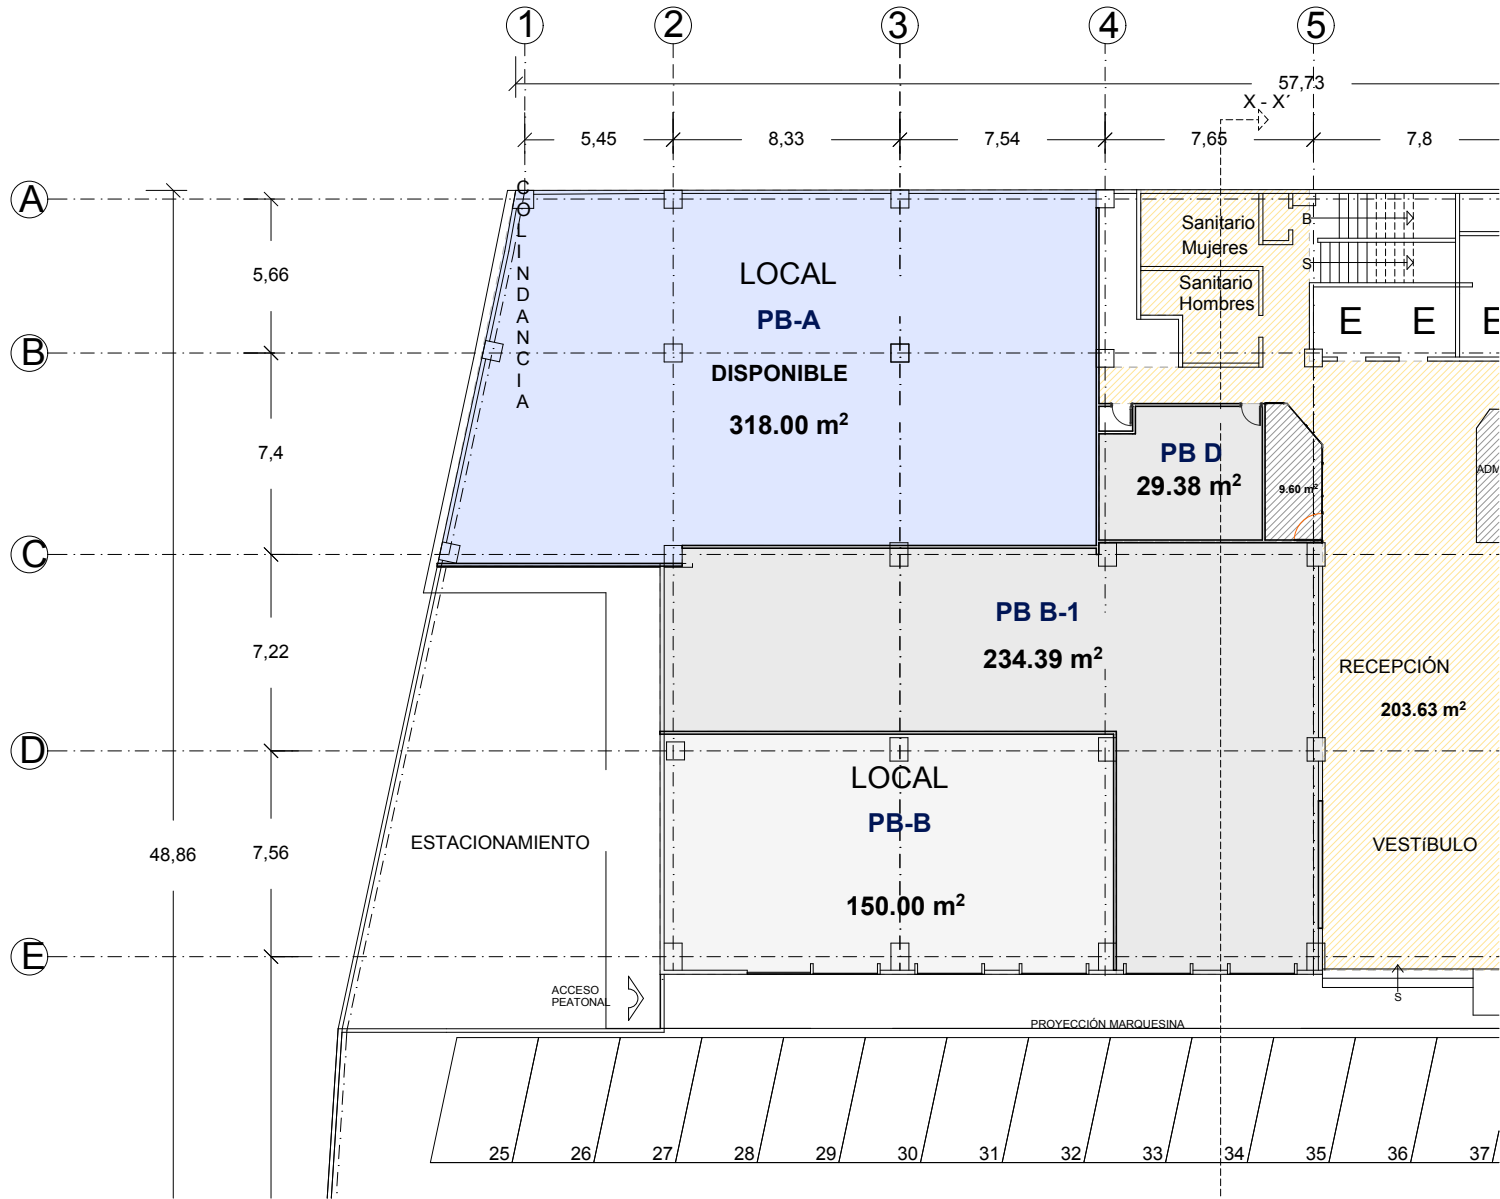 1 2 3 4 5
57,73
X - X´
5,45 8,33 7,54 7,65 7,8
A
COLINDANCIA
Sanitario
Mujeres
B
5,66
LOCAL
S
Sanitario
Hombres
PB-A
E E E
B
DISPONIBLE
318.00 m²
7,4
PB D
29.38 m²
9.60 m²
ADM
C
PB B-1
234.39 m²
7,22
RECEPCIÓN
203.63 m²
D
LOCAL
PB-B
ESTACIONAMIENTO
VESTíBULO
48,86
7,56
150.00 m²
E
ACCESO
PEATONAL
S
PROYECCIÓN MARQUESINA
25 26 27 28 29 30 31 32 33 34 35 36 37